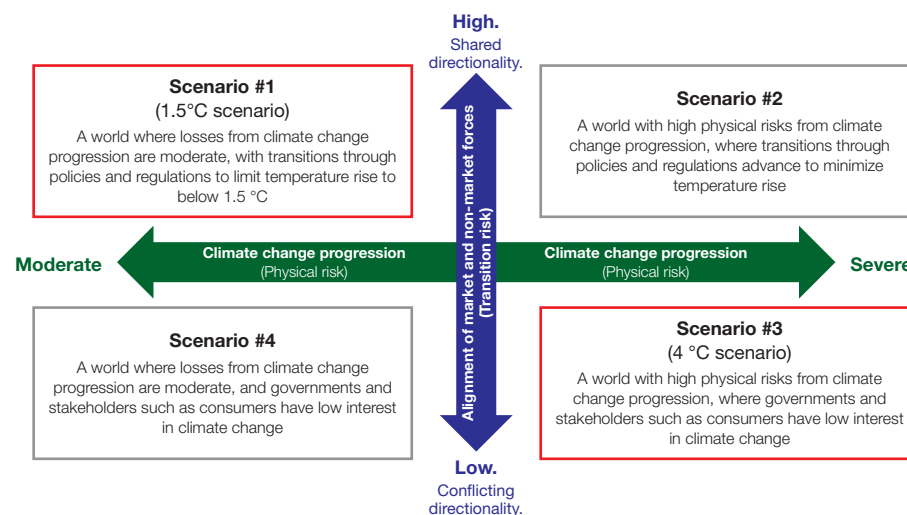 High.
Shared
directionality.
Scenario #1
(1.5°C scenario)
A world where losses from climate change
progression are moderate, with transitions through
policies and regulations to limit temperature rise to
below 1.5 °C
Scenario #2
A world with high physical risks from climate
change progression, where transitions through
policies and regulations advance to minimize
temperature rise
Alignment of market and non-market forces
(Transition risk)
Moderate
Climate change progression
(Physical risk)
Climate change progression
(Physical risk)
Severe
Scenario #4
A world where losses from climate change
progression are moderate, and governments and
stakeholders such as consumers have low interest
in climate change
Scenario #3
(4 °C scenario)
A world with high physical risks from climate
change progression, where governments and
stakeholders such as consumers have low interest
in climate change
Low.
Conflicting
directionality.